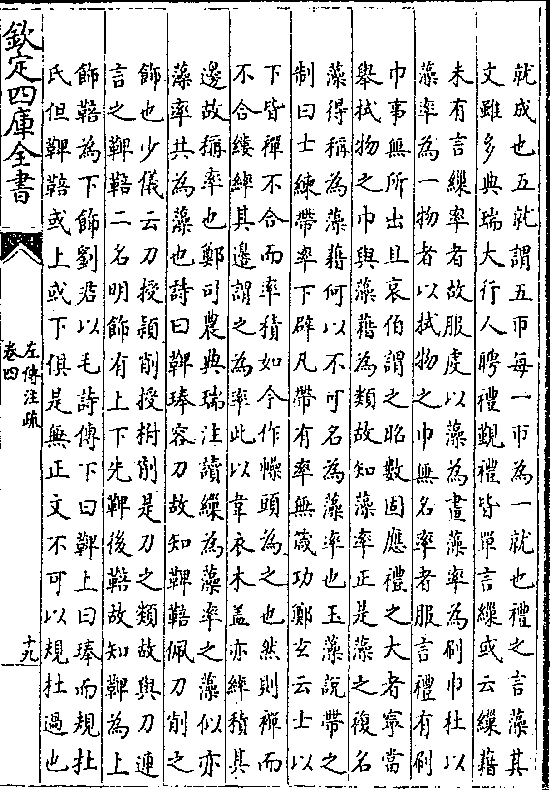 就成也五就謂五帀每一帀為一就也禮之言藻其
文雖多典瑞大行人聘禮覲禮皆單言繅或云繅藉
未有言繅率者故服虔以藻為畫藻率為刷巾杜以
藻率為一物者以拭物之巾無名率者服言禮有刷
巾事無所出且哀伯謂之昭數固應禮之大者寧當
舉拭物之巾與藻藉為類故知藻率正是藻之復名
藻得稱為藻藉何以不可名為藻率也玉藻說帶之
制曰士練帶率下辟凡帶有率無箴功鄭玄云士以
下皆襌不合而率積如今作幧頭為之也然則襌而
不合縷繂其邊謂之為率此以韋衣木盖亦繂積其
邊故稱率也鄭司農典瑞注讀繅為藻率之藻似亦
藻率共為藻也詩曰鞞琫容刀故知鞞鞛佩刀削之
飾也少儀云刀授穎削授拊削是刀之類故與刀連
言之鞞鞛二名明飾有上下先鞞後鞛故知鞞為上
飾鞛為下飾劉君以毛詩傳下曰鞞上曰琫而規杜
氏但鞞鞛或上或下俱是無正文不可以規杜過也
欽定四庫全書
左傳注疏
卷四
十九